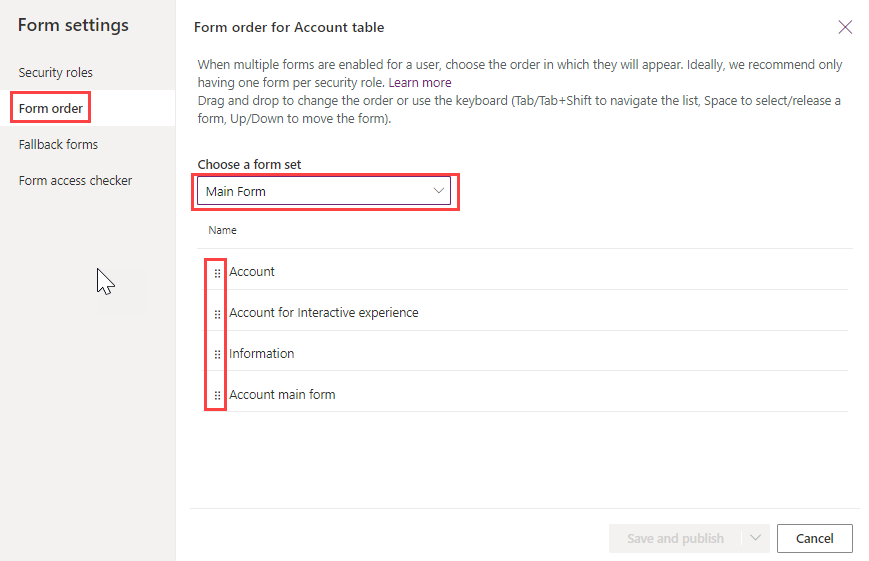 Form settings
Security roles
Form order
Fallback forms
Form access checker
Form order for Account table
When multiple forms are enabled for a user, choose the order in which they will appear. Ideally, we recommend only
having one form per security role. Learn more
Drag and drop to change the order or use the keyboard (Tab/Tab+Shift to navigate the list, Space to select/release a
form, Up/Down to move the form).
Choose a form set
Main Form
Name
Account
Account for Interactive experience
Information
Account main form
Save and publish
Cancel